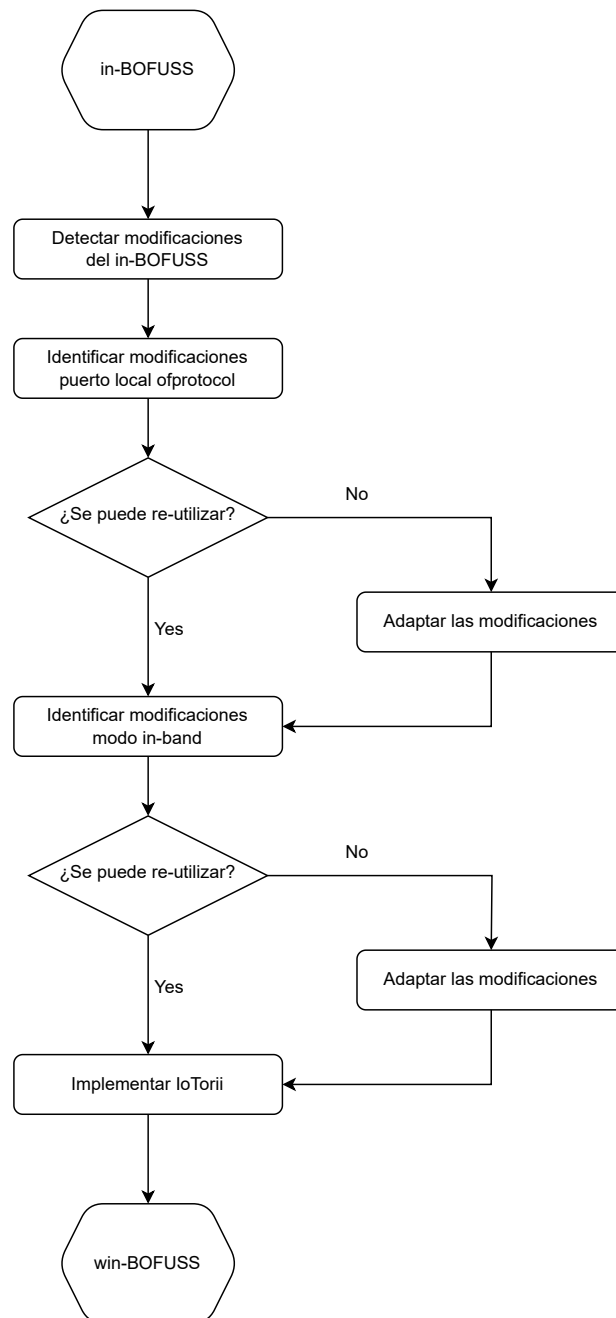 in-BOFUSS
Detectar modificaciones
del in-BOFUSS
Identificar modificaciones
puerto local ofprotocol
¿Se puede re-utilizar?
No
Adaptar las modificaciones
Yes
Identificar modificaciones
modo in-band
¿Se puede re-utilizar?
No
Adaptar las modificaciones
Yes
Implementar IoTorii
win-BOFUSS